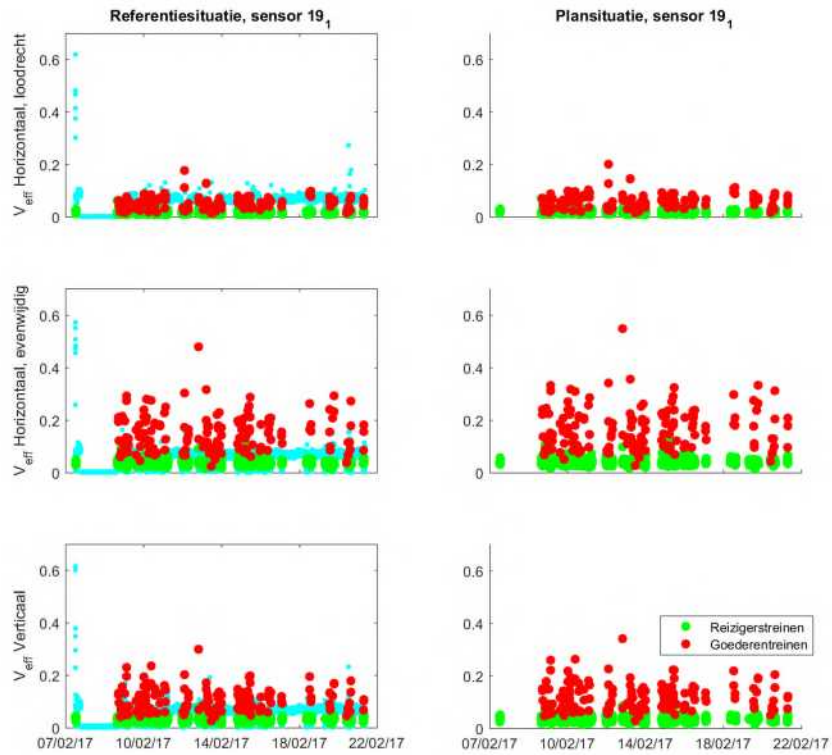 Referentiesituatie, sensor 19₁
Plansituatie, sensor 19₁
V_eff Horizontaal, loodrecht
0.6
0.4
0.2
0
0.6
0.4
0.2
0
V_eff Horizontaal, evenwijdig
0.6
0.4
0.2
0
0.6
0.4
0.2
0
V_eff Verticaal
0.6
0.4
0.2
0
0.6
0.4
0.2
0
Reizigerstreinen
Goederentreinen
07/02/17 10/02/17 14/02/17 18/02/17 22/02/17
07/02/17 10/02/17 14/02/17 18/02/17 22/02/17